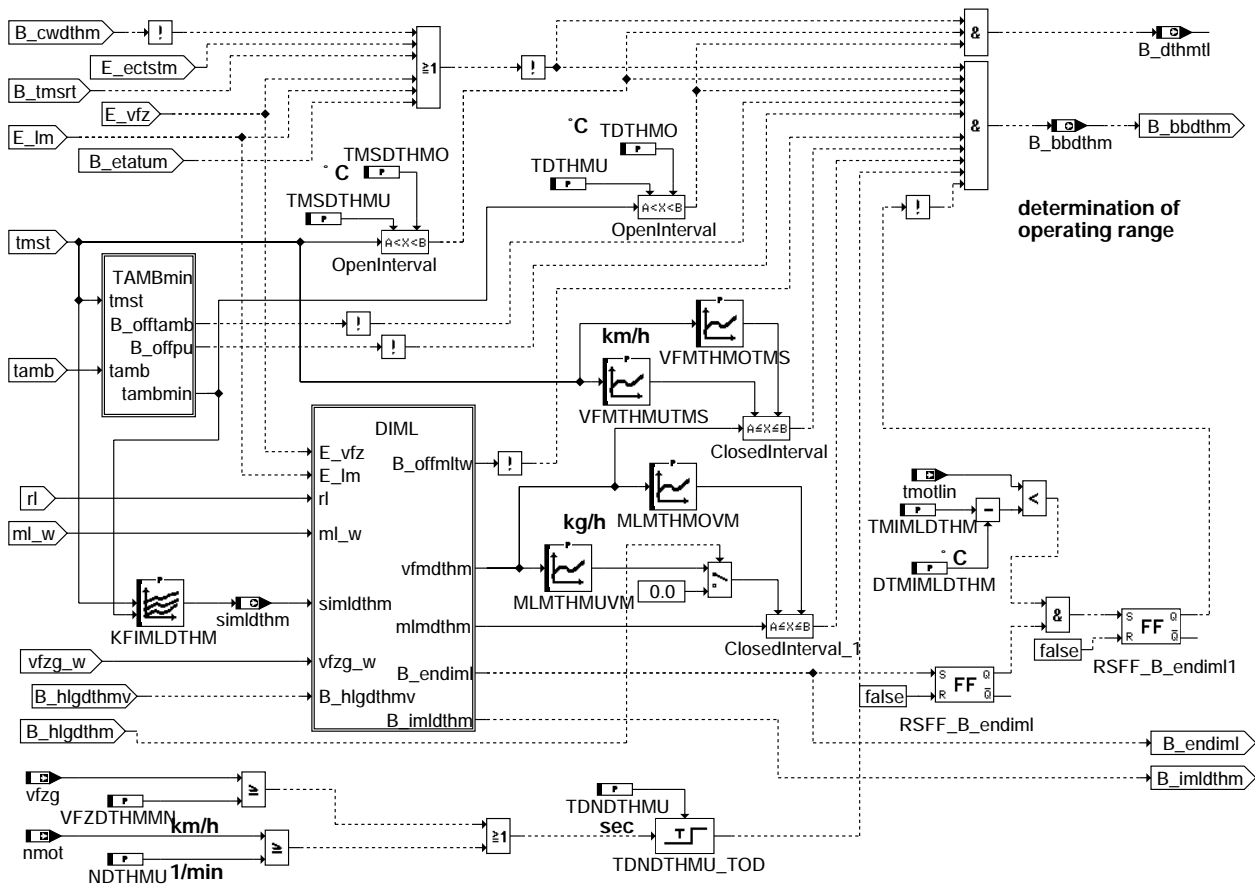 B_cwdthm
!
E_ectstm
B_tmsrt
E_vfz
E_lm
B_etatum
≥1
!
&
B_dthmtl
&
B_bbdthm
B_bbdthm
!
determination of
operating range
°C
TDTHMO
P
TDTHMU
P
A<X<B
OpenInterval
TMSDTHMO
°C
P
TMSDTHMU
P
A<X<B
OpenInterval
tmst
TAMBmin
tmst
B_offtamb
B_offpu
tamb
tambmin
!
!
tamb
P
VFMTHMOTMS
km/h
P
VFMTHMUTMS
A≤X≤B
ClosedInterval
DIML
E_vfz
E_lm
B_offmltw
!
rl
ml_w
vfmdthm
simldthm
mlmdthm
vfzg_w
B_endiml
B_hlgdthmv
B_imldthm
rl
ml_w
P
MLMTHMOVM
kg/h
P
MLMTHMUVM
0.0
A≤X≤B
ClosedInterval_1
P
KFIMLDTHM
simldthm
vfzg_w
B_hlgdthmv
B_hlgdthm
tmotlin
P
TMIMLDTHM
−
<
°C
P
DTMIMLDTHM
&
S Q
FF
R Q̅
false
RSFF_B_endiml1
S Q
FF
R Q̅
false
RSFF_B_endiml
B_endiml
B_imldthm
vfzg
P
VFZDTHMMN
km/h
≥
nmot
P
NDTHMU
1/min
≥
≥1
P
TDNDTHMU
sec
T
TDNDTHMU_TOD